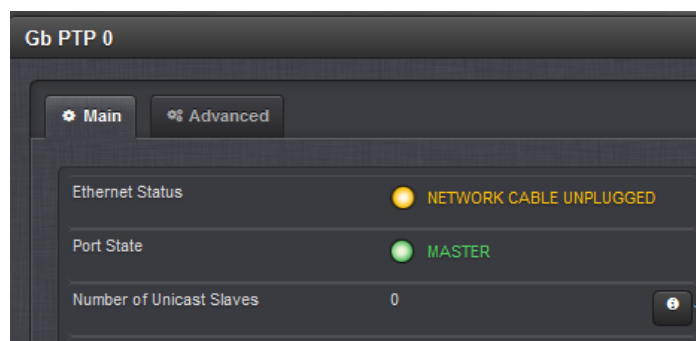 Gb PTP 0
Main Advanced
Ethernet Status NETWORK CABLE UNPLUGGED
Port State MASTER
Number of Unicast Slaves 0